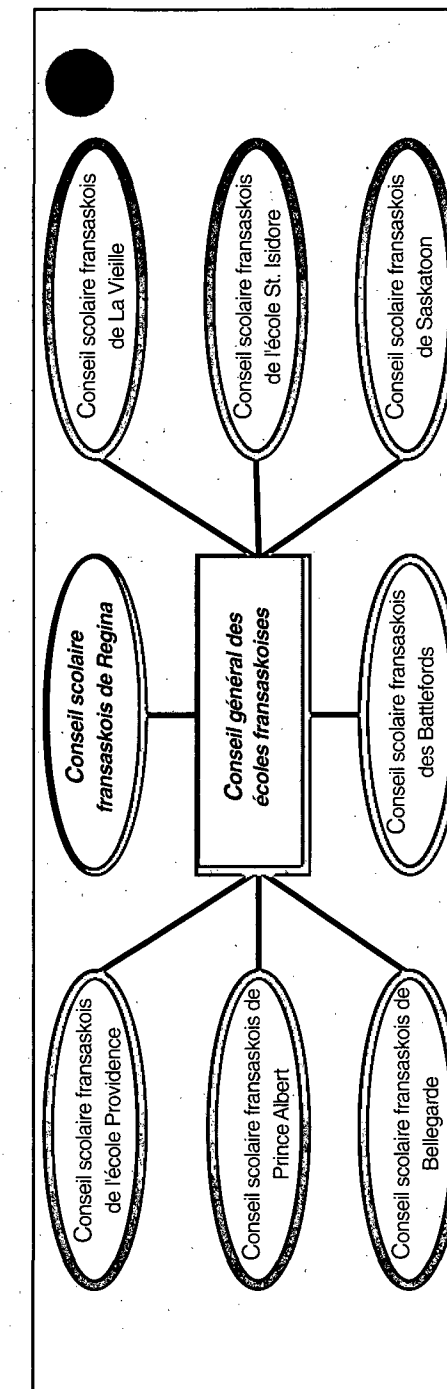 Conseil scolaire fransaskois
de l'école Providence
Conseil scolaire
fransaskois de Regina
Conseil scolaire fransaskois
de La Vieille
Conseil scolaire fransaskois de
Prince Albert
Conseil général des
écoles fransaskoises
Conseil scolaire fransaskois
de l'école St. Isidore
Conseil scolaire fransaskois de
Bellegarde
Conseil scolaire fransaskois
des Battlefords
Conseil scolaire fransaskois
de Saskatoon